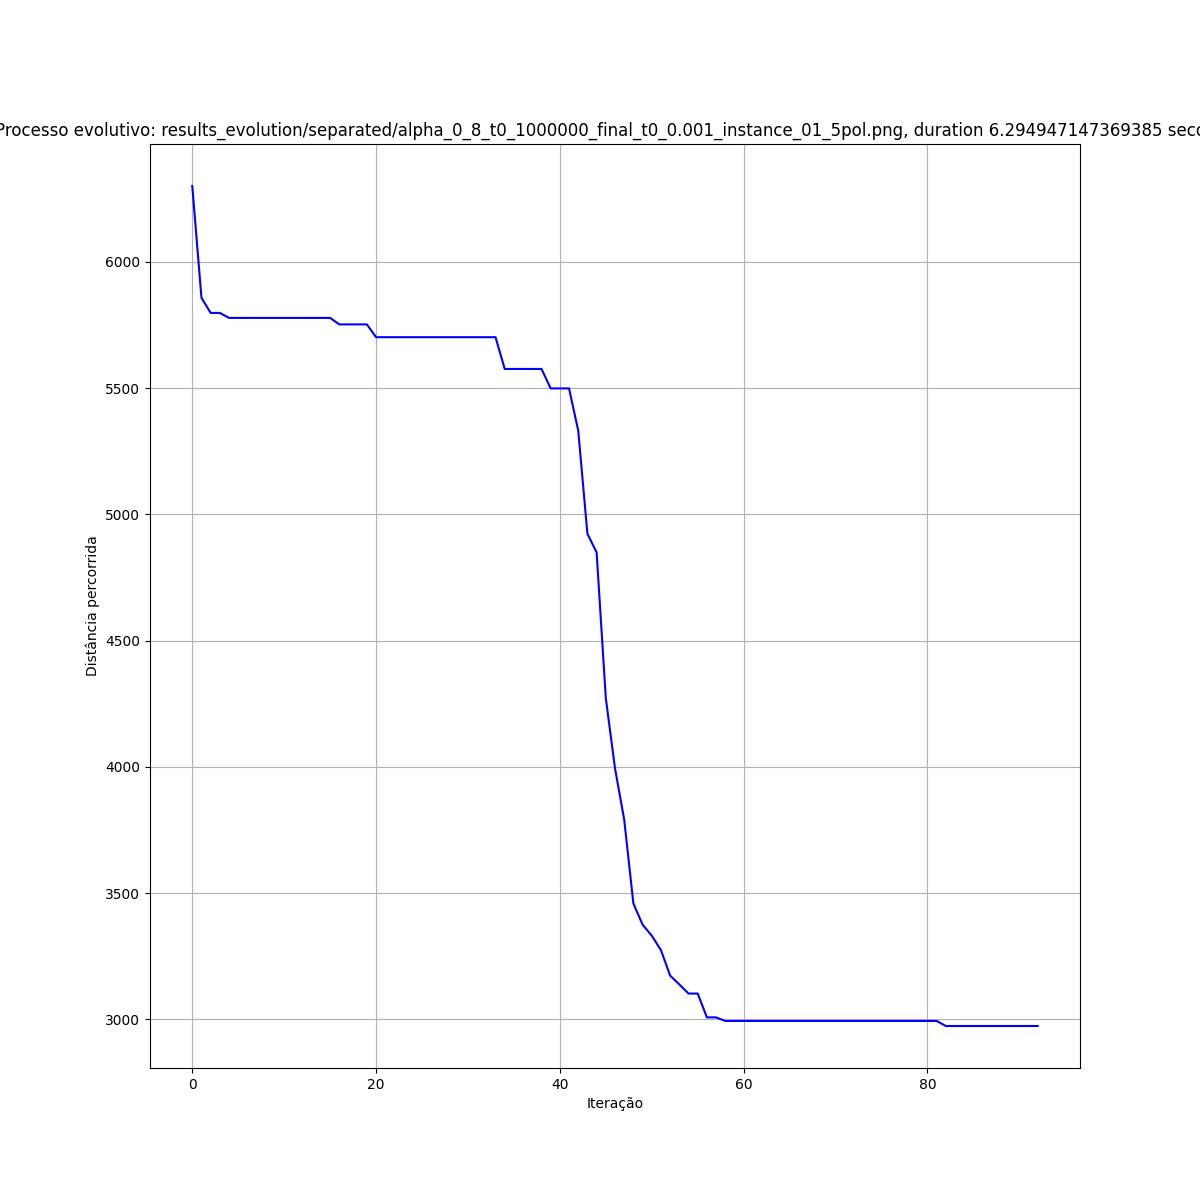 Processo evolutivo: results_evolution/separated/alpha_0_8_t0_1000000_final_t0_0.001_instance_01_5pol.png, duration 6.294947147369385
6000
5500
5000
4500
4000
3500
3000
Distância percorrida
0 20 40 60 80
Iteração